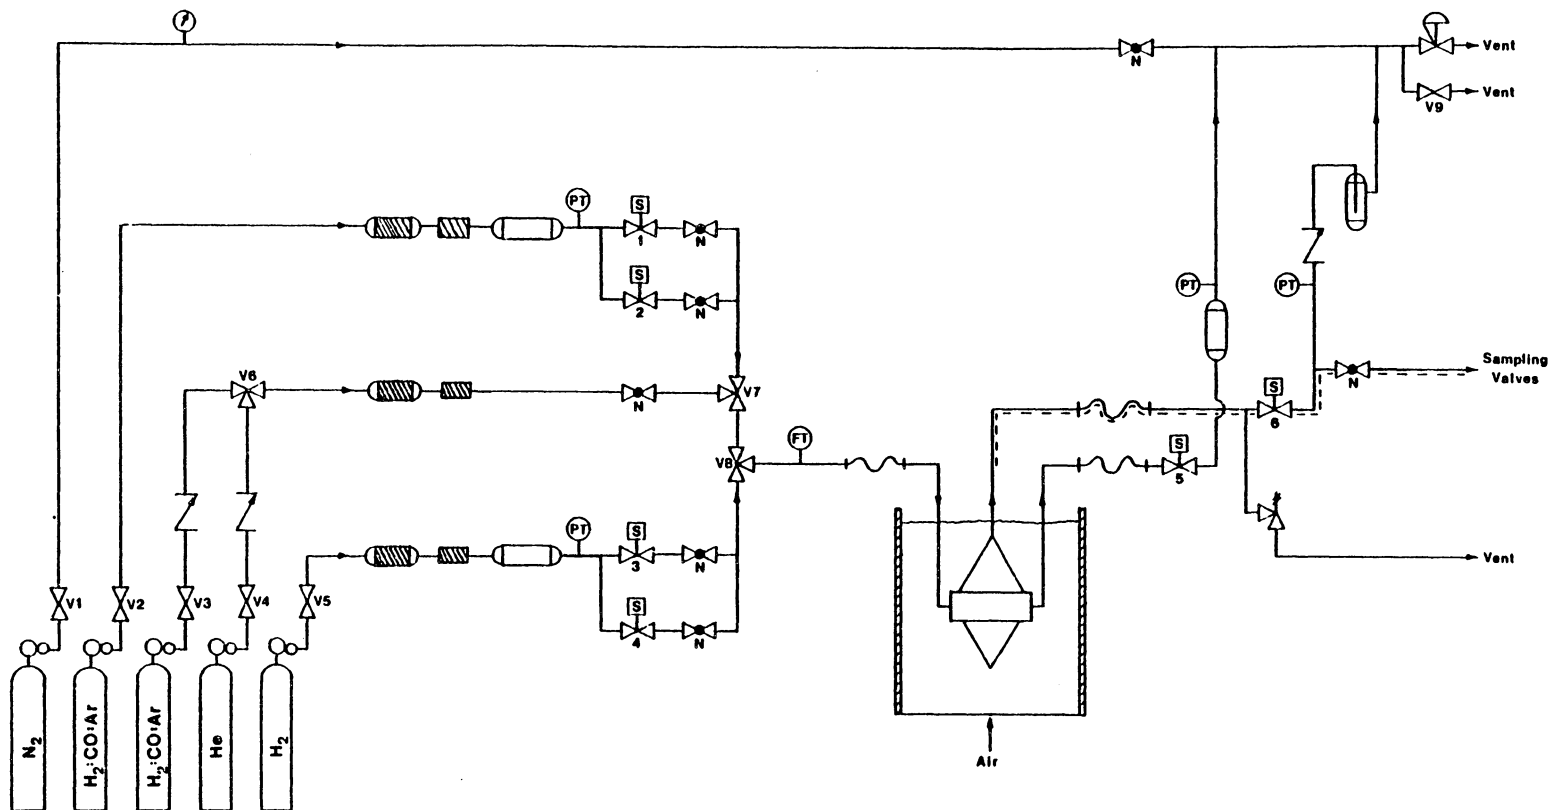 Vent
N
Vent
V9
PT
S
1
N
S
2
N
PT
PT
Sampling
Valves
N
V6
N
V7
S
6
FT
V8
S
5
PT
S
3
N
Vent
V1
V2
V3
V4
V5
S
4
N
N2
H2:CO:Ar
H2:CO:Ar
He
H2
Air